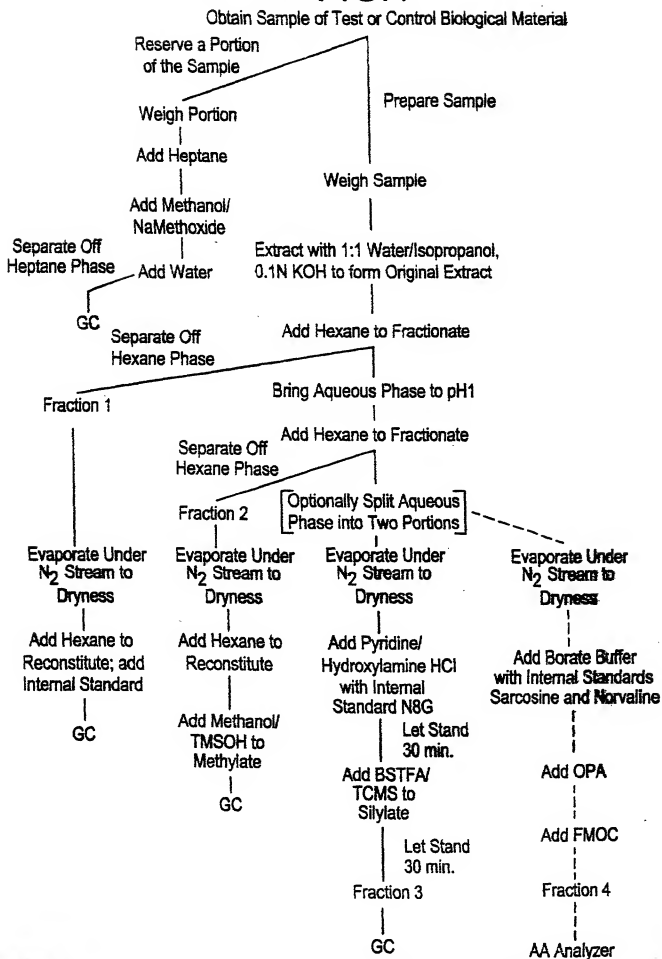 Obtain Sample of Test or Control Biological Material
Reserve a Portion
of the Sample
Prepare Sample
Weigh Portion
Add Heptane
Weigh Sample
Add Methanol/
NaMethoxide
Separate Off
Heptane Phase
Add Water
Extract with 1:1 Water/Isopropanol,
0.1N KOH to form Original Extract
GC
Separate Off
Hexane Phase
Add Hexane to Fractionate
Fraction 1
Bring Aqueous Phase to pH1
Add Hexane to Fractionate
Separate Off
Hexane Phase
Fraction 2
[Optionally Split Aqueous
Phase into Two Portions]
Evaporate Under
N2 Stream to
Dryness
Evaporate Under
N2 Stream to
Dryness
Evaporate Under
N2 Stream to
Dryness
Evaporate Under
N2 Stream to
Dryness
Add Hexane to
Reconstitute; add
Internal Standard
GC
Add Hexane to
Reconstitute
Add Methanol/
TMSOH to
Methylate
GC
Add Pyridine/
Hydroxylamine HCl
with Internal
Standard N8G
Let Stand
30 min.
Add BSTFA/
TCMS to
Silylate
Let Stand
30 min.
Fraction 3
GC
Add Borate Buffer
with Internal Standards
Sarcosine and Norvaline
Add OPA
Add FMOC
Fraction 4
AA Analyzer